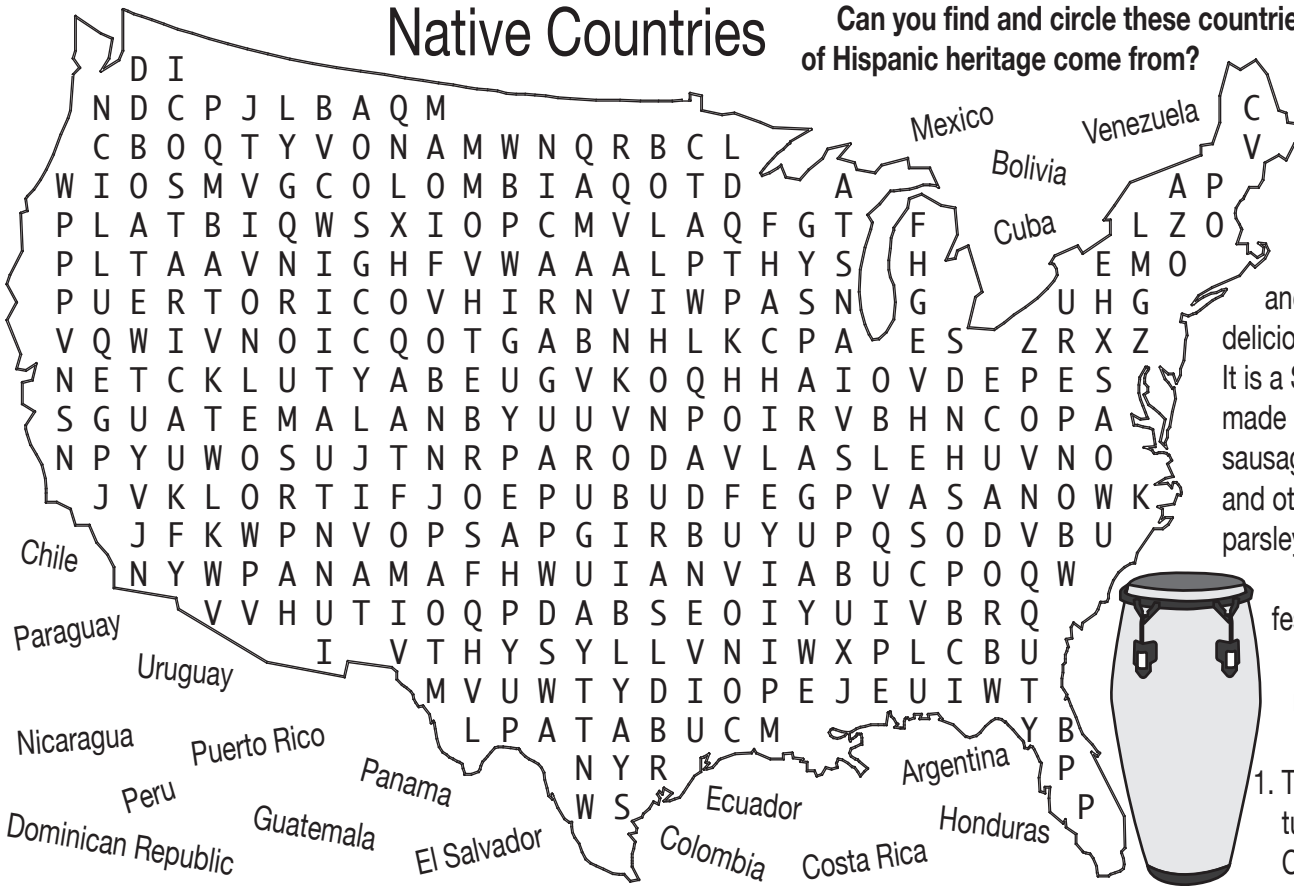 Native Countries
Can you find and circle these countrie
of Hispanic heritage come from?
D I
N D C P J L B A Q M
C
C B O Q T Y V O N A M W N Q R B C L
V
W I O S M V G C O L O M B I A Q O T D A A P
P L A T B I Q W S X I O P C M V L A Q F G T F L Z O
P L T A A V N I G H F V W A A A L P T H Y S H E M O
P U E R T O R I C O V H I R N V I W P A S N G U H G
V Q W I V N O I C Q O T G A B N H L K C P A E S Z R X Z
N E T C K L U T Y A B E U G V K O Q H H A I O V D E P E S
S G U A T E M A L A N B Y U U V N P O I R V B H N C O P A
N P Y U W O S U J T N R P A R O D A V L A S L E H U V N O
J V K L O R T I F J O E P U B U D F E G P V A S A N O W K
J F K W P N V O P S A P G I R B U Y U P Q S O D V B U
N Y W P A N A M A F H W U I A N V I A B U C P O Q W
V V H U T I O Q P D A B S E O I Y U I V B R Q
I V T H Y S Y L L V N I W X P L C B U
M V U W T Y D I O P E J E U I W T
L P A T A B U C M Y B
N Y R P
W S P
Mexico
Venezuela
Bolivia
Cuba
Chile
Paraguay
Uruguay
Nicaragua
Puerto Rico
Panama
Peru
Guatemala
Dominican Republic
El Salvador
Ecuador
Colombia
Costa Rica
Argentina
Honduras
and
delicio
It is a S
made
sausag
and ot
parsley
fe
1. T
tu
C